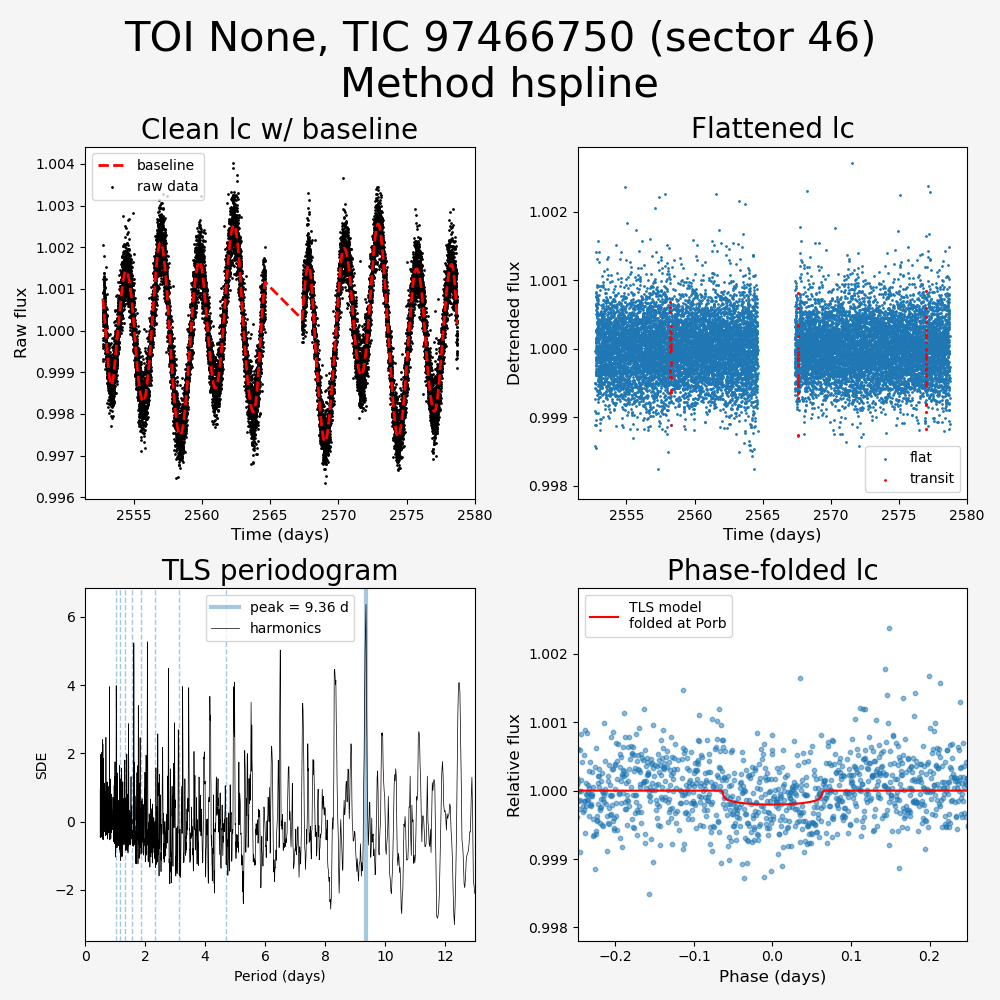 TOI None, TIC 97466750 (sector 46)
Method hspline
Clean lc w/ baseline
baseline
raw data
1.004
1.003
1.002
1.001
1.000
0.999
0.998
0.997
0.996
Raw flux
2555
2560
2565
2570
2575
2580
Time (days)
Flattened lc
1.002
1.001
1.000
0.999
0.998
Detrended flux
flat
transit
2555
2560
2565
2570
2575
2580
Time (days)
TLS periodogram
peak = 9.36 d
harmonics
6
4
2
0
−2
SDE
0
2
4
6
8
10
12
Period (days)
Phase-folded lc
TLS model
folded at Porb
1.002
1.001
1.000
0.999
0.998
Relative flux
−0.2
−0.1
0.0
0.1
0.2
Phase (days)